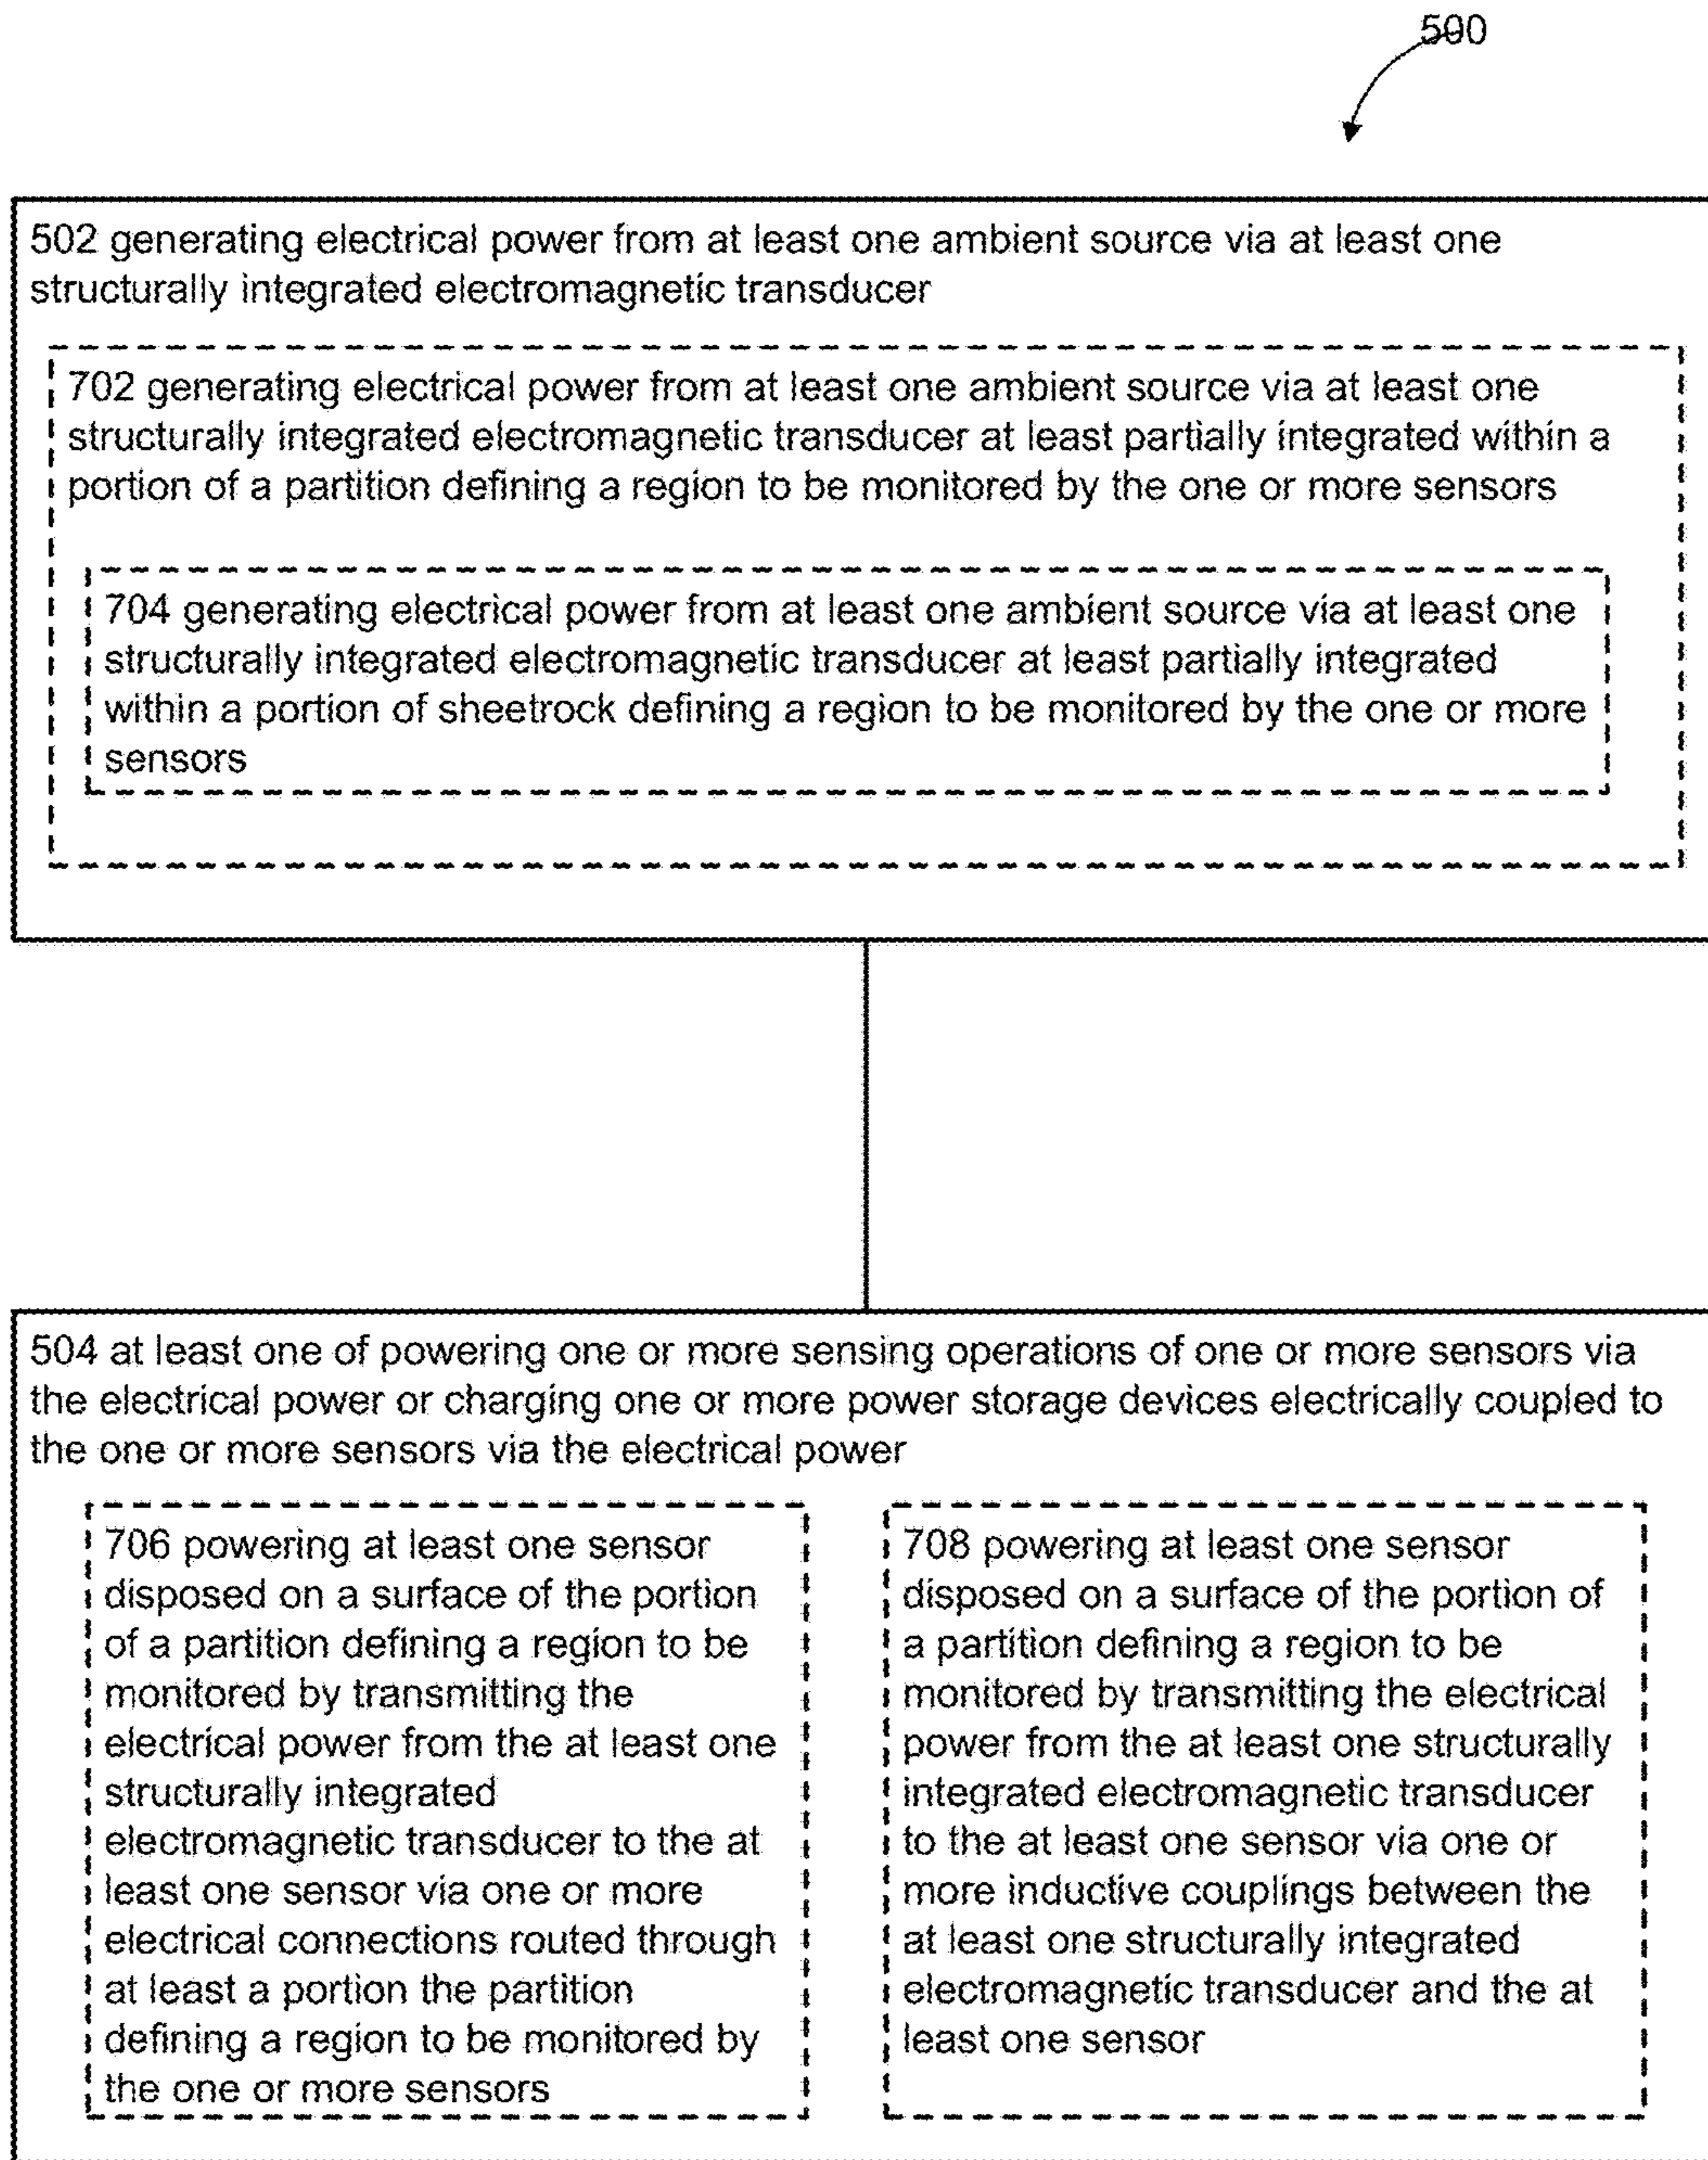 500
502 generating electrical power from at least one ambient source via at least one
structurally integrated electromagnetic transducer
702 generating electrical power from at least one ambient source via at least one
structurally integrated electromagnetic transducer at least partially integrated within a
portion of a partition defining a region to be monitored by the one or more sensors
704 generating electrical power from at least one ambient source via at least one
structurally integrated electromagnetic transducer at least partially integrated
within a portion of sheetrock defining a region to be monitored by the one or more
sensors
504 at least one of powering one or more sensing operations of one or more sensors via
the electrical power or charging one or more power storage devices electrically coupled to
the one or more sensors via the electrical power
706 powering at least one sensor
disposed on a surface of the portion
of a partition defining a region to be
monitored by transmitting the
electrical power from the at least one
structurally integrated
electromagnetic transducer to the at
least one sensor via one or more
electrical connections routed through
at least a portion the partition
defining a region to be monitored by
the one or more sensors
708 powering at least one sensor
disposed on a surface of the portion of
a partition defining a region to be
monitored by transmitting the electrical
power from the at least one structurally
integrated electromagnetic transducer
to the at least one sensor via one or
more inductive couplings between the
at least one structurally integrated
electromagnetic transducer and the at
least one sensor